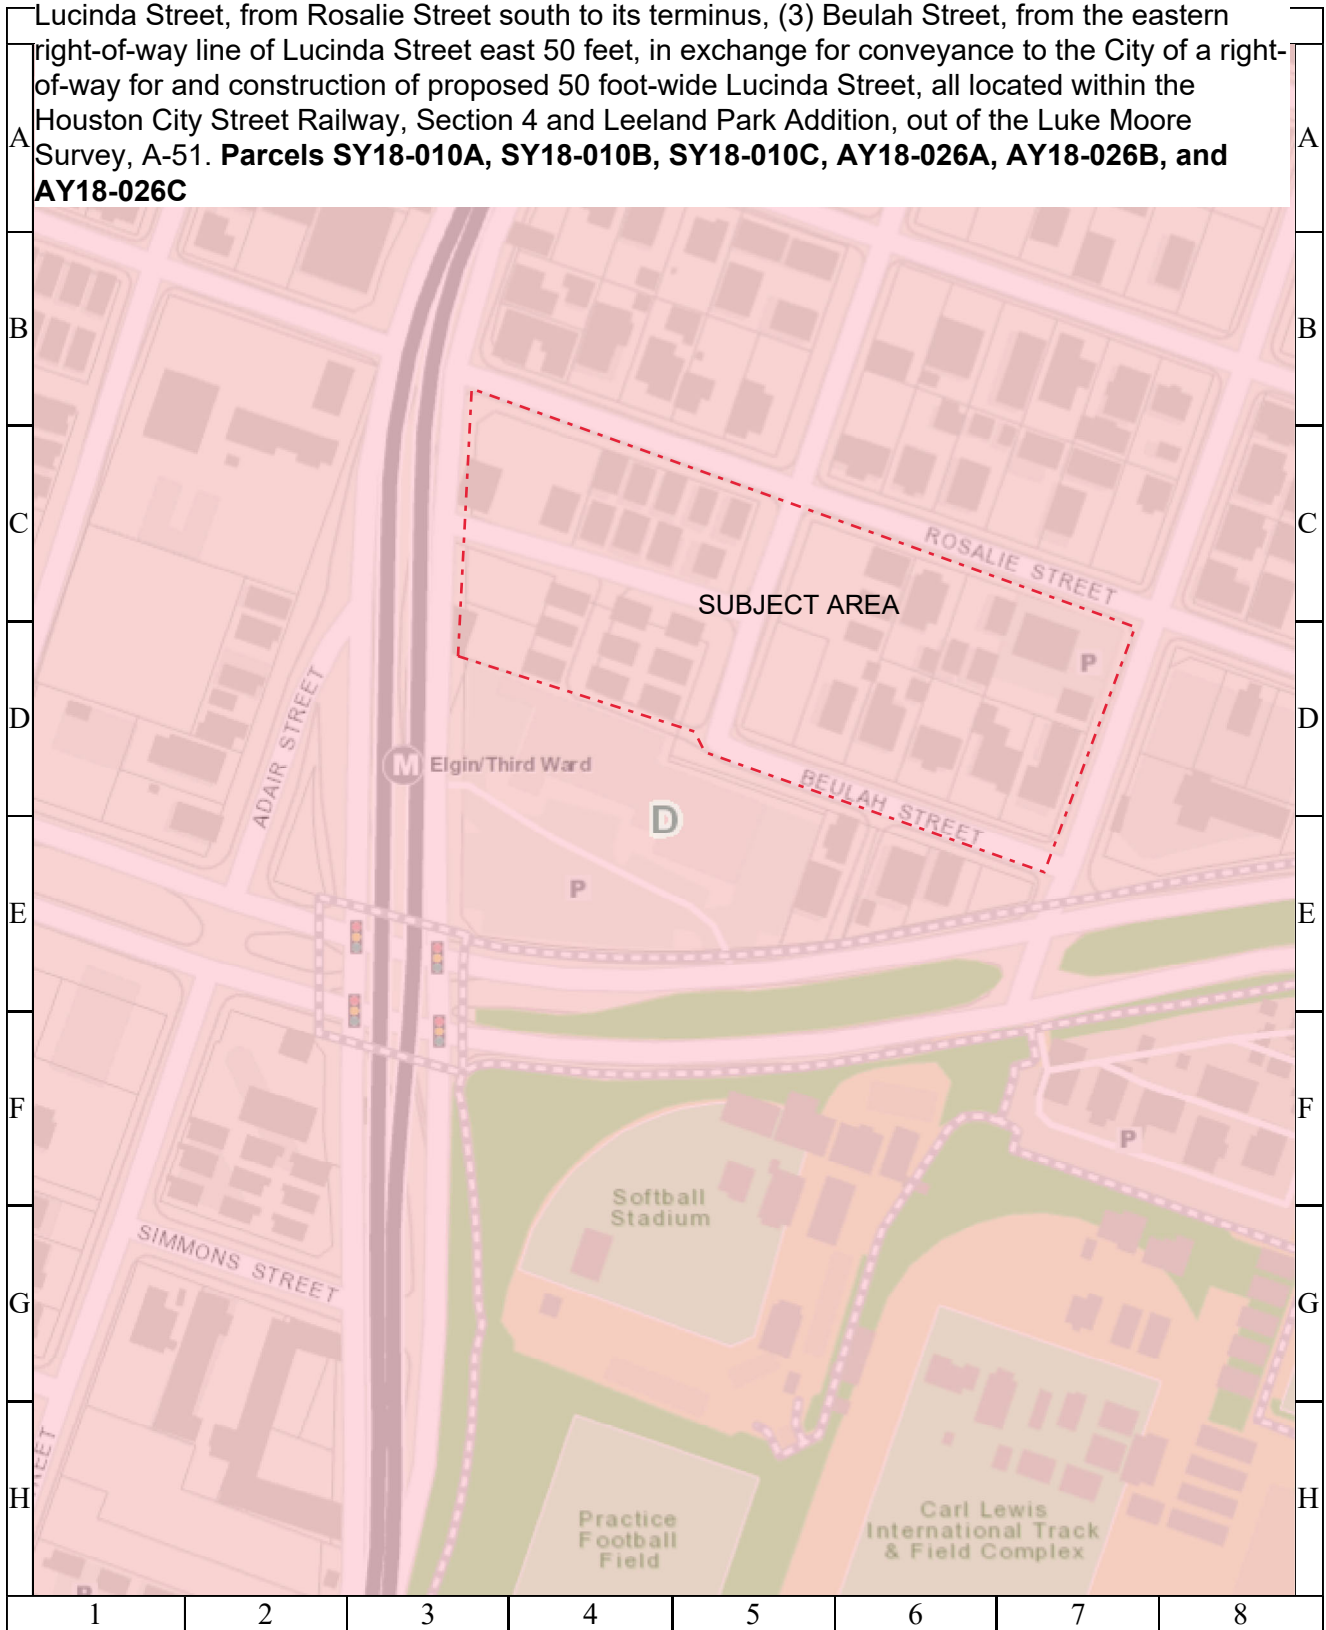 Lucinda Street, from Rosalie Street south to its terminus, (3) Beulah Street, from the eastern
right-of-way line of Lucinda Street east 50 feet, in exchange for conveyance to the City of a right-
of-way for and construction of proposed 50 foot-wide Lucinda Street, all located within the
Houston City Street Railway, Section 4 and Leeland Park Addition, out of the Luke Moore
Survey, A-51. Parcels SY18-010A, SY18-010B, SY18-010C, AY18-026A, AY18-026B, and
AY18-026C
A
A
B
B
C
C
ROSALIE STREET
SUBJECT AREA
P
D
D
ADAIR STREET
M Elgin/Third Ward
BEULAH STREET
D
P
E
E
F
F
P
Softball
Stadium
SIMMONS STREET
G
G
H
H
Practice
Football
Field
Carl Lewis
International Track
& Field Complex
P
1 2 3 4 5 6 7 8